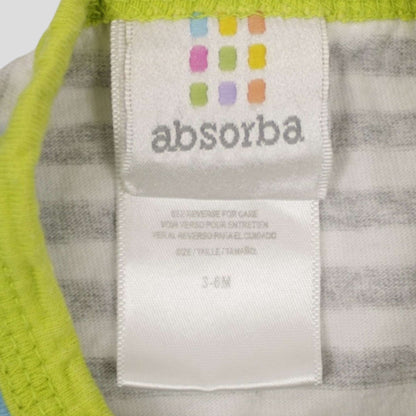 absorba
SEE REVERSE FOR CARE
VOIR VERSO POUR ENTRETIEN
VER AL REVERSO PARA EL CUIDADO
SIZE / TAILLE / TAMAÑO:
3-6M